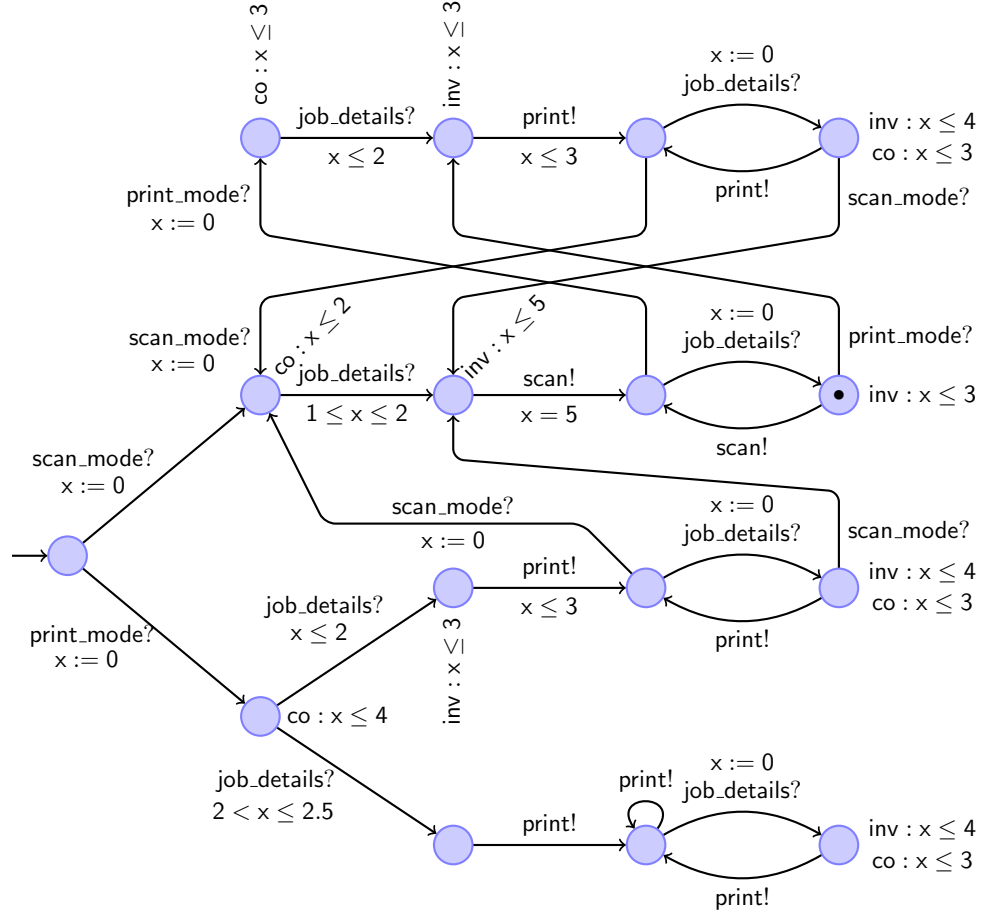 co : x ≤ 3
inv : x ≤ 3
x := 0
job_details?
job_details?
print!
inv : x ≤ 4
x ≤ 2
x ≤ 3
co : x ≤ 3
print!
print_mode?
x := 0
scan_mode?
co : x ≤ 2
inv : x ≤ 5
x := 0
scan_mode?
x := 0
print_mode?
job_details?
job_details?
scan!
1 ≤ x ≤ 2
x = 5
inv : x ≤ 3
scan!
scan_mode?
x := 0
scan_mode?
x := 0
x := 0
job_details?
scan_mode?
print!
inv : x ≤ 4
x ≤ 3
co : x ≤ 3
job_details?
x ≤ 2
print_mode?
x := 0
print!
inv : x ≤ 3
co : x ≤ 4
job_details?
2 < x ≤ 2.5
print!
print!
x := 0
job_details?
inv : x ≤ 4
co : x ≤ 3
print!